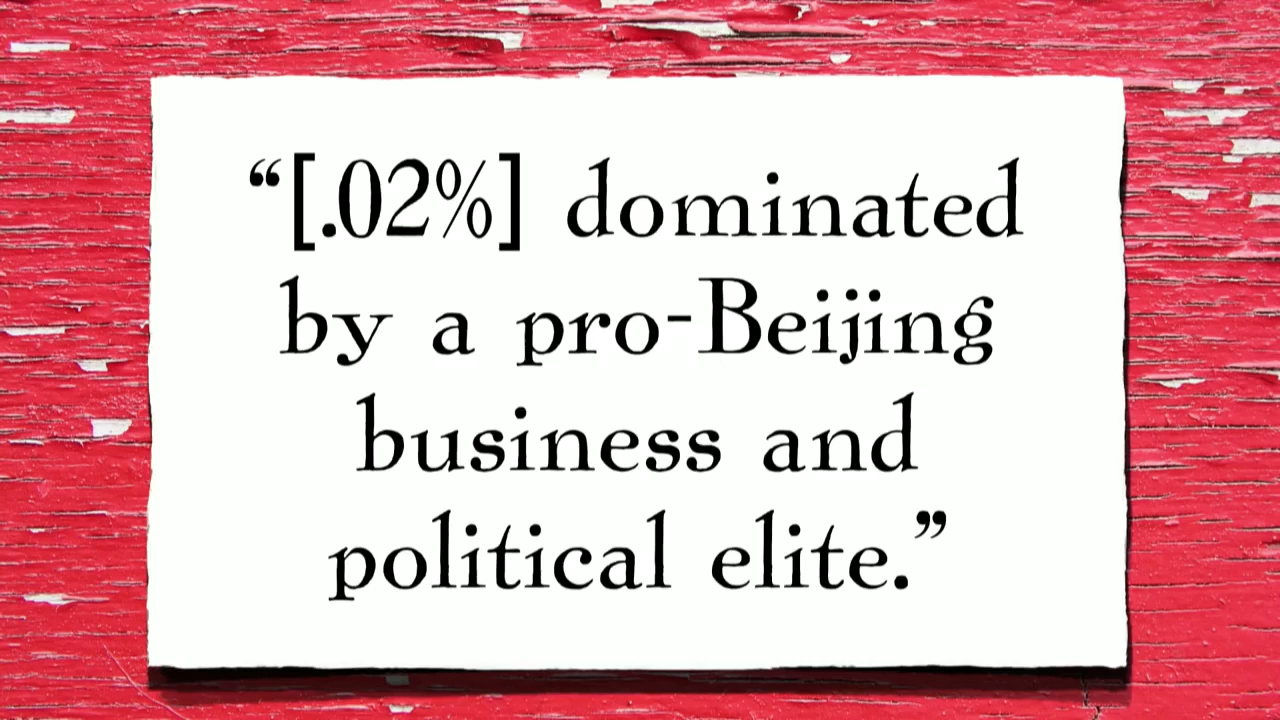 “[.02%] dominated
by a pro-Beijing
business and
political elite.”